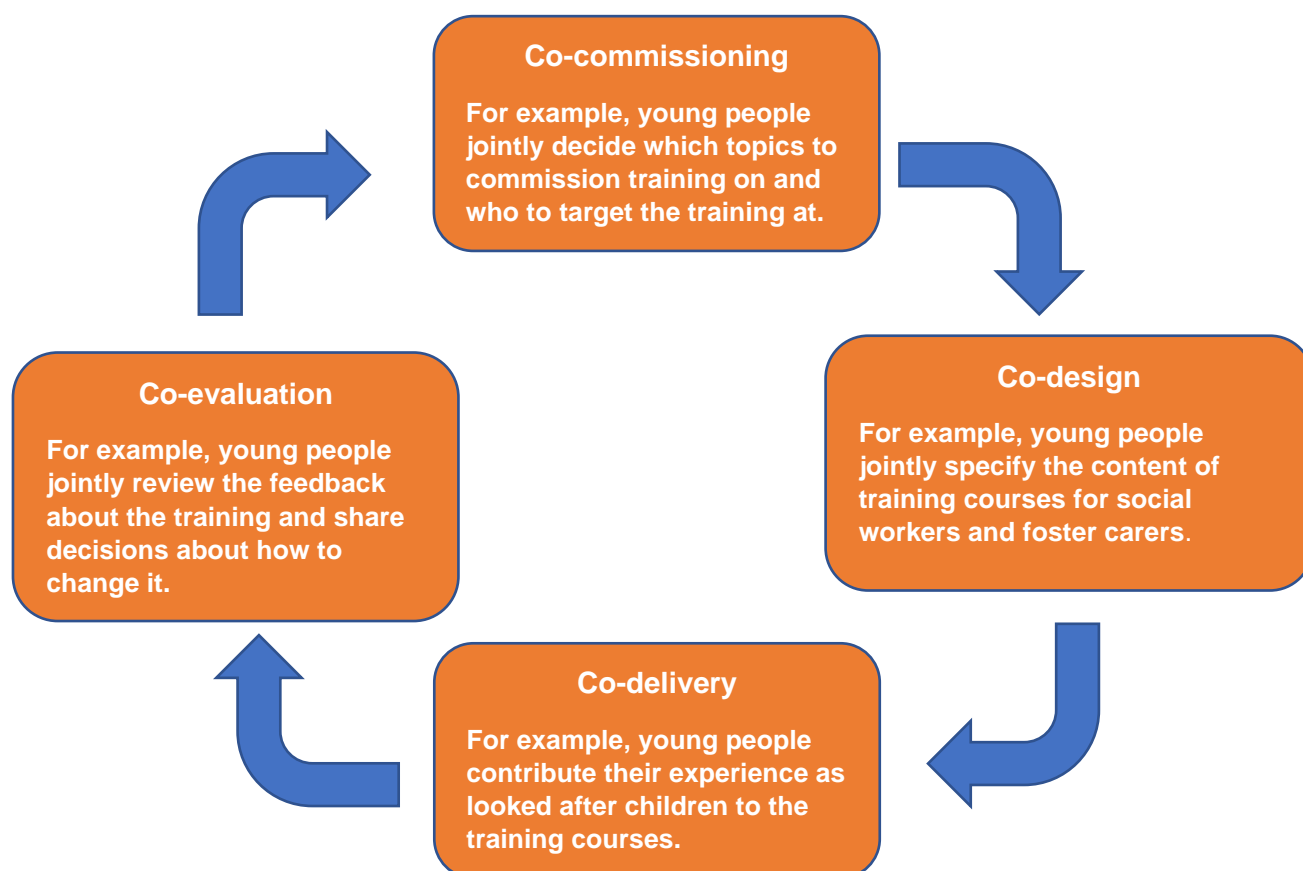 Co-commissioning
For example, young people
jointly decide which topics to
commission training on and
who to target the training at.
Co-design
For example, young people
jointly specify the content of
training courses for social
workers and foster carers.
Co-delivery
For example, young people
contribute their experience as
looked after children to the
training courses.
Co-evaluation
For example, young people
jointly review the feedback
about the training and share
decisions about how to
change it.